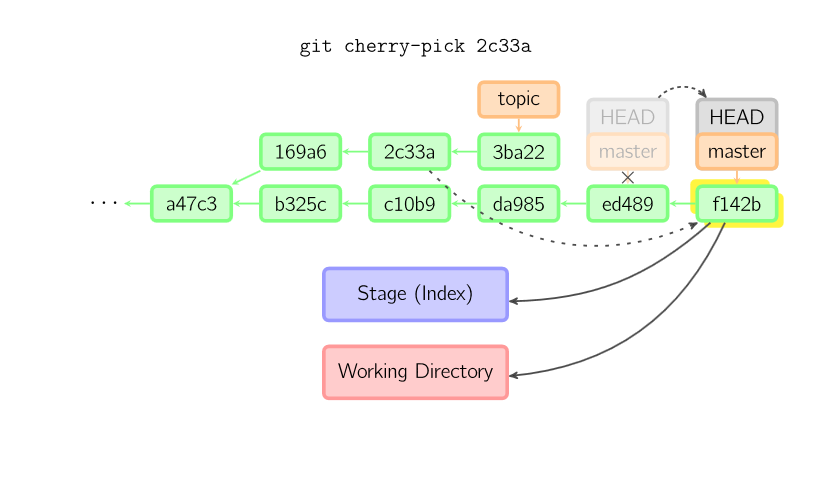 git cherry-pick 2c33a
topic
HEAD HEAD
master master
169a6 2c33a 3ba22
... a47c3 b325c c10b9 da985 ed489 f142b
Stage (Index)
Working Directory